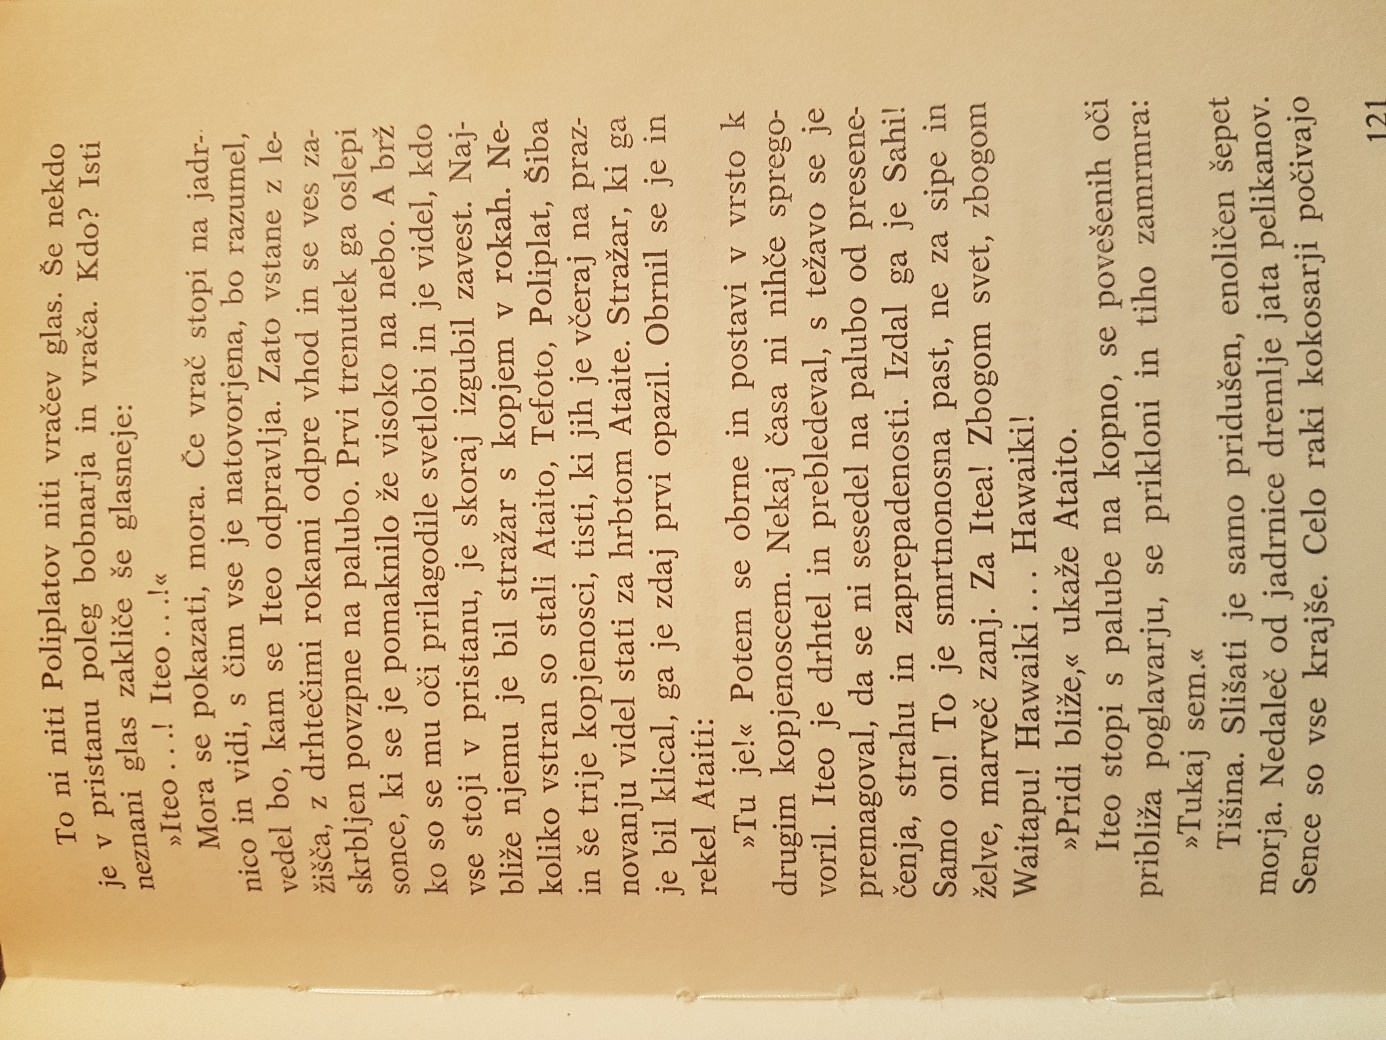 To ni niti Poliplatov niti vračev glas. Še nekdo
je v pristanu poleg bobnarja in vrača. Kdo? Isti
neznani glas zakliče še glasneje:
»Iteo...! Iteo...!«
Mora se pokazati, mora. Če vrač stopi na jadr-
nico in vidi, s čim vse je natovorjena, bo razumel,
vedel bo, kam se Iteo odpravlja. Zato vstane z le-
žišča, z drhtečimi rokami odpre vhod in se ves za-
skrbljen povzpne na palubo. Prvi trenutek ga oslepi
sonce, ki se je pomaknilo že visoko na nebo. A brž
ko so se mu oči prilagodile svetlobi in je videl, kdo
vse stoji v pristanu, je skoraj izgubil zavest. Naj-
bliže njemu je bil stražar s kopjem v rokah. Ne-
koliko vstran so stali Ataito, Tefoto, Poliplat, Šiba
in še trije kopjenosci, tisti, ki jih je včeraj na praz-
novanju videl stati za hrbtom Ataite. Stražar, ki ga
je bil klical, ga je zdaj prvi opazil. Obrnil se je in
rekel Ataiti:
»Tu je!« Potem se obrne in postavi v vrsto k
drugim kopjenoscem. Nekaj časa ni nihče sprego-
voril. Iteo je drhtel in prebledeval, s težavo se je
premagoval, da se ni sesedel na palubo od presene-
čenja, strahu in zaprepadenosti. Izdal ga je Sahi!
Samo on! To je smrtnonosna past, ne za sipe in
želve, marveč zanj. Za Itea! Zbogom svet, zbogom
Waitapu! Hawaiki... Hawaiki!
»Pridi bliže,« ukaže Ataito.
Iteo stopi s palube na kopno, se povešenih oči
približa poglavarju, se prikloni in tiho zamrmra:
»Tukaj sem.«
Tišina. Slišati je samo pridušen, enoličen šepet
morja. Nedaleč od jadrnice dremlje jata pelikanov.
Sence so vse krajše. Celo raki kokosarji počivajo
121